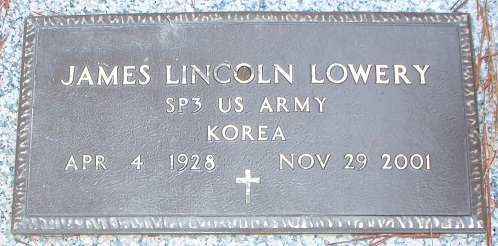 JAMES LINCOLN LOWERY
SP3 US ARMY
KOREA
APR 4 1928 NOV 29 2001